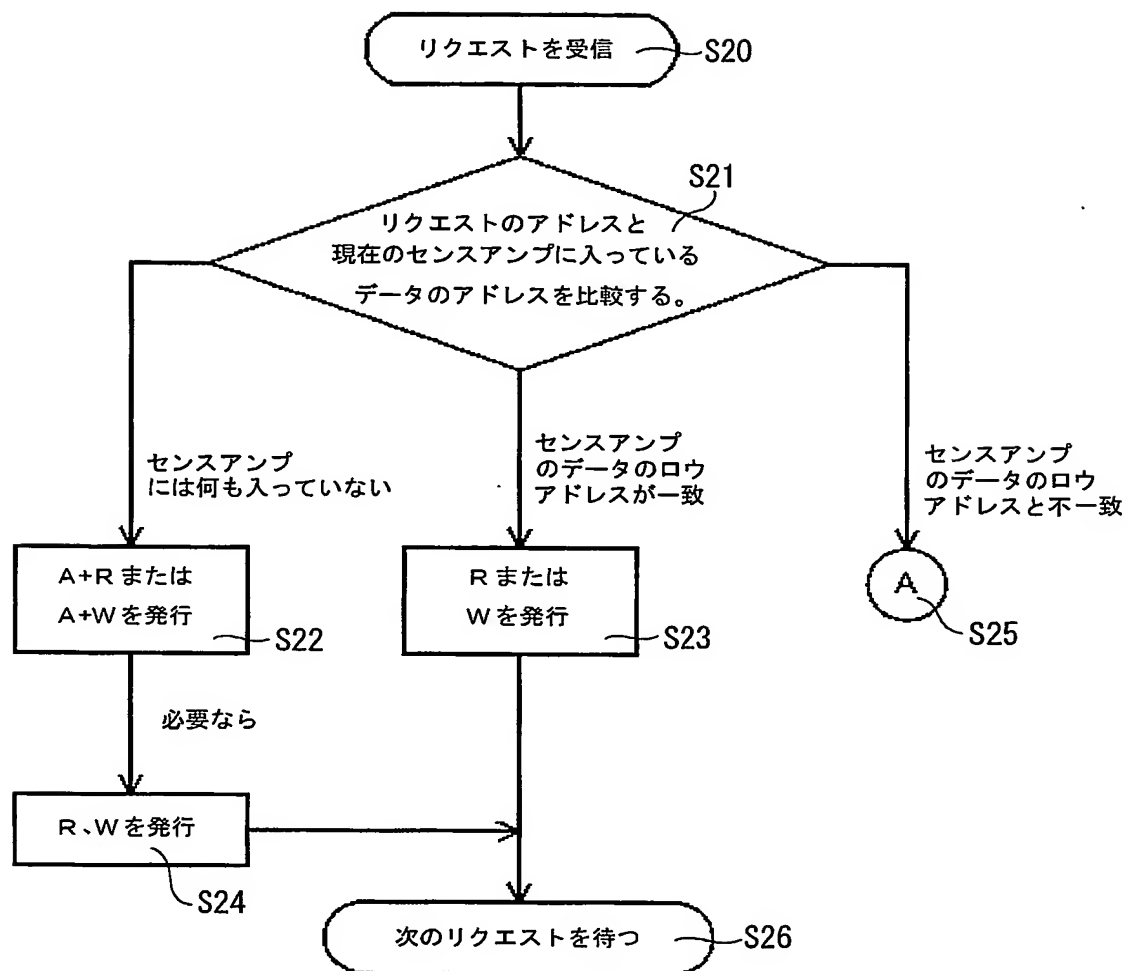 リクエストを受信
S20
S21
リクエストのアドレスと
現在のセンスアンプに入っている
データのアドレスを比較する。
センスアンプ
には何も入っていない
センスアンプ
のデータのロウ
アドレスが一致
センスアンプ
のデータのロウ
アドレスと不一致
A+R または
A+Wを発行
S22
R または
W を発行
S23
A
S25
必要なら
R、W を発行
S24
次のリクエストを待つ
S26